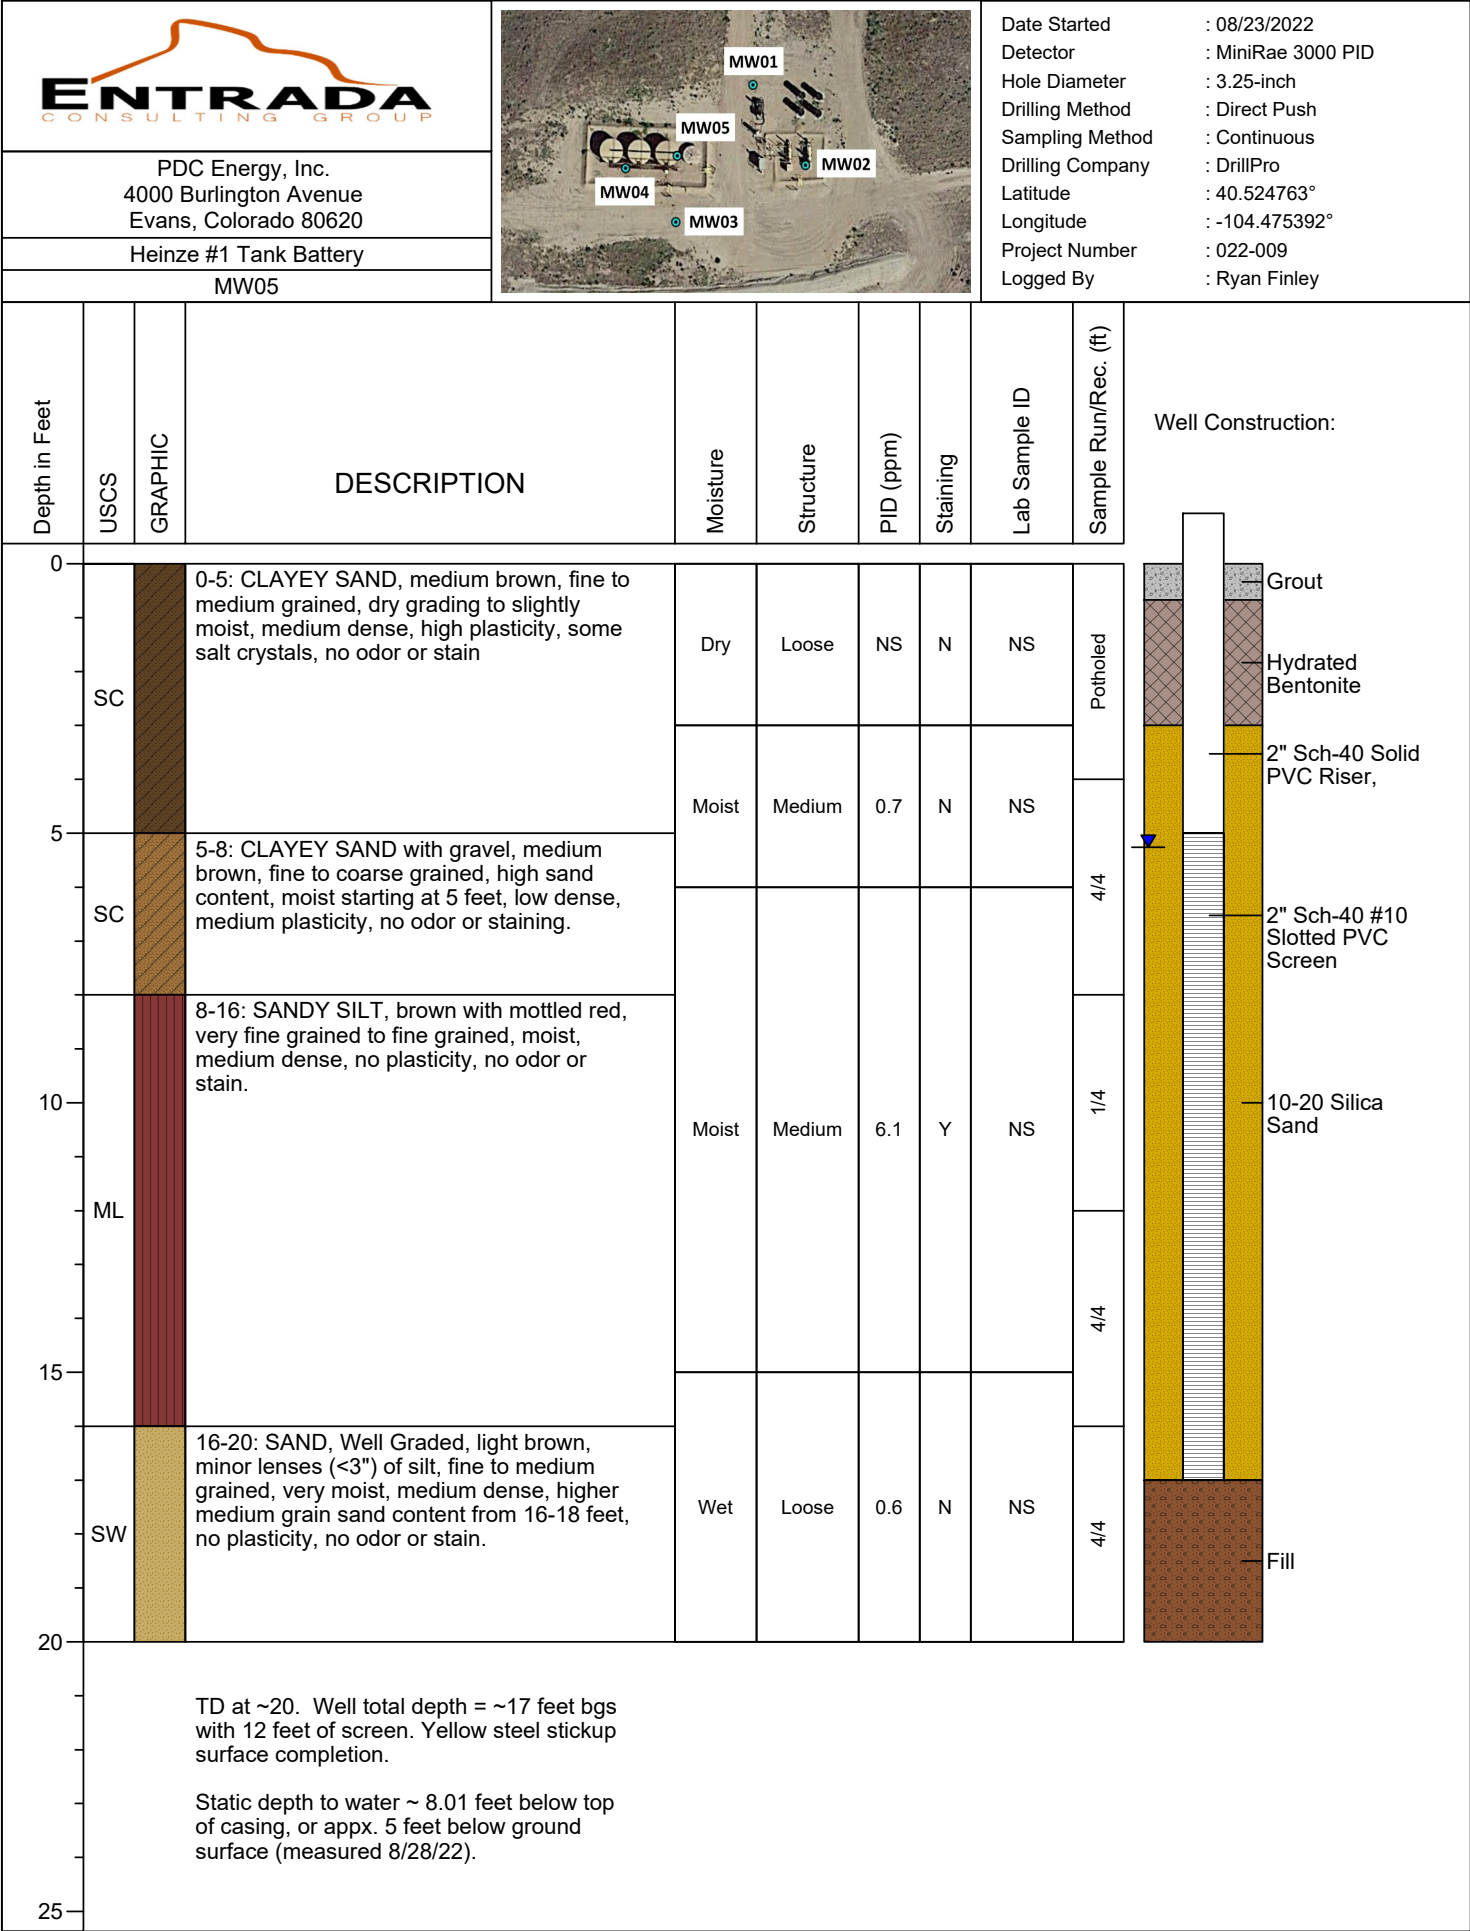 ENTRADA
CONSULTING GROUP
PDC Energy, Inc.
4000 Burlington Avenue
Evans, Colorado 80620
Heinze #1 Tank Battery
MW05
MW01
MW05
MW02
MW04
MW03
Date Started : 08/23/2022
Detector : MiniRae 3000 PID
Hole Diameter : 3.25-inch
Drilling Method : Direct Push
Sampling Method : Continuous
Drilling Company : DrillPro
Latitude : 40.524763°
Longitude : -104.475392°
Project Number : 022-009
Logged By : Ryan Finley
Depth in Feet
USCS
GRAPHIC
DESCRIPTION
Moisture
Structure
PID (ppm)
Staining
Lab Sample ID
Sample Run/Rec. (ft)
Well Construction:
0
5
10
15
20
25
SC
0-5: CLAYEY SAND, medium brown, fine to
medium grained, dry grading to slightly
moist, medium dense, high plasticity, some
salt crystals, no odor or stain
SC
5-8: CLAYEY SAND with gravel, medium
brown, fine to coarse grained, high sand
content, moist starting at 5 feet, low dense,
medium plasticity, no odor or staining.
ML
8-16: SANDY SILT, brown with mottled red,
very fine grained to fine grained, moist,
medium dense, no plasticity, no odor or
stain.
SW
16-20: SAND, Well Graded, light brown,
minor lenses (<3") of silt, fine to medium
grained, very moist, medium dense, higher
medium grain sand content from 16-18 feet,
no plasticity, no odor or stain.
Dry Loose NS N NS
Moist Medium 0.7 N NS
Moist Medium 6.1 Y NS
Wet Loose 0.6 N NS
Potholed
4/4
1/4
4/4
4/4
Grout
Hydrated
Bentonite
2" Sch-40 Solid
PVC Riser,
2" Sch-40 #10
Slotted PVC
Screen
10-20 Silica
Sand
Fill
TD at ~20. Well total depth = ~17 feet bgs
with 12 feet of screen. Yellow steel stickup
surface completion.
Static depth to water ~ 8.01 feet below top
of casing, or appx. 5 feet below ground
surface (measured 8/28/22).